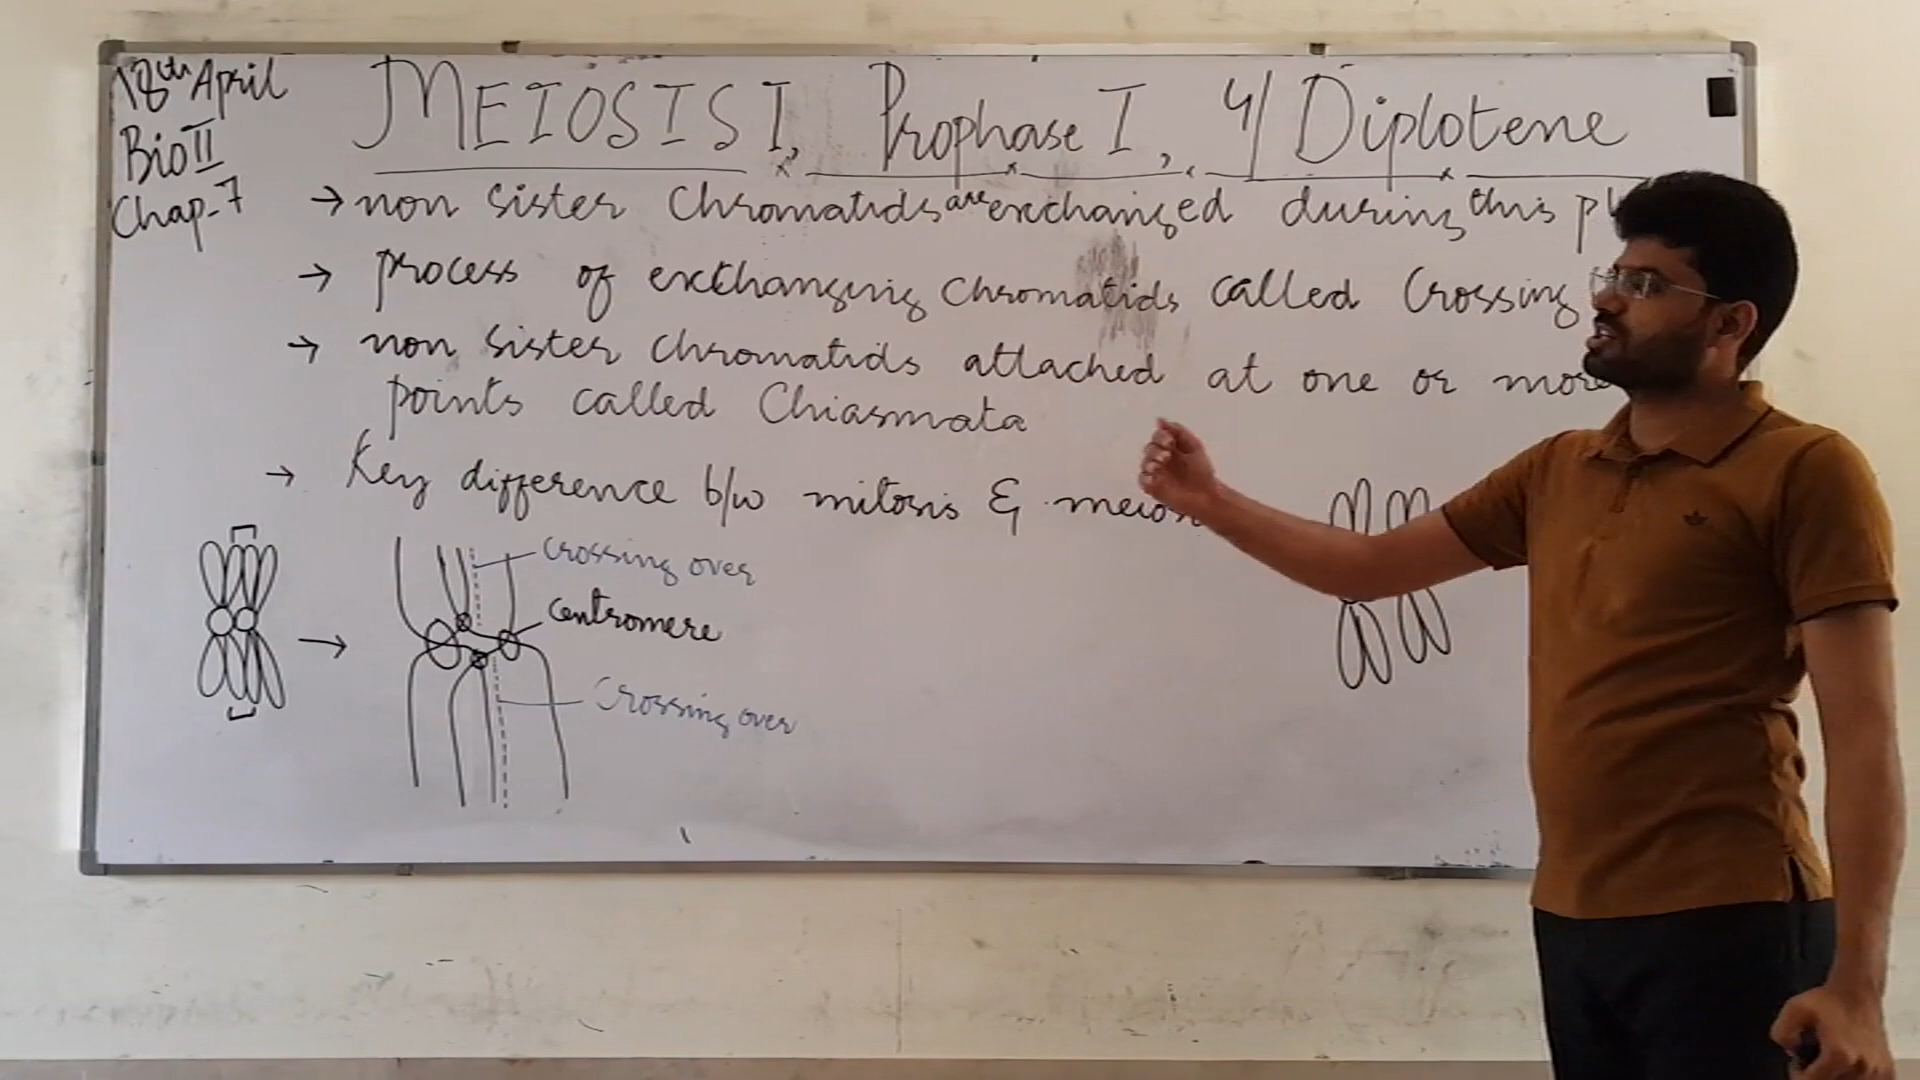 18th April
Bio II
Chap-7
MEIOSIS I, Prophase I, 4/ Diplotene
→ non sister Chromatids are exchanged during this
→ process of exchanging Chromatids called Crossing
→ non sister chromatids attached at one or more
points called Chiasmata
→ Key difference b/w mitosis &
Crossing over
Centromere
Crossing over